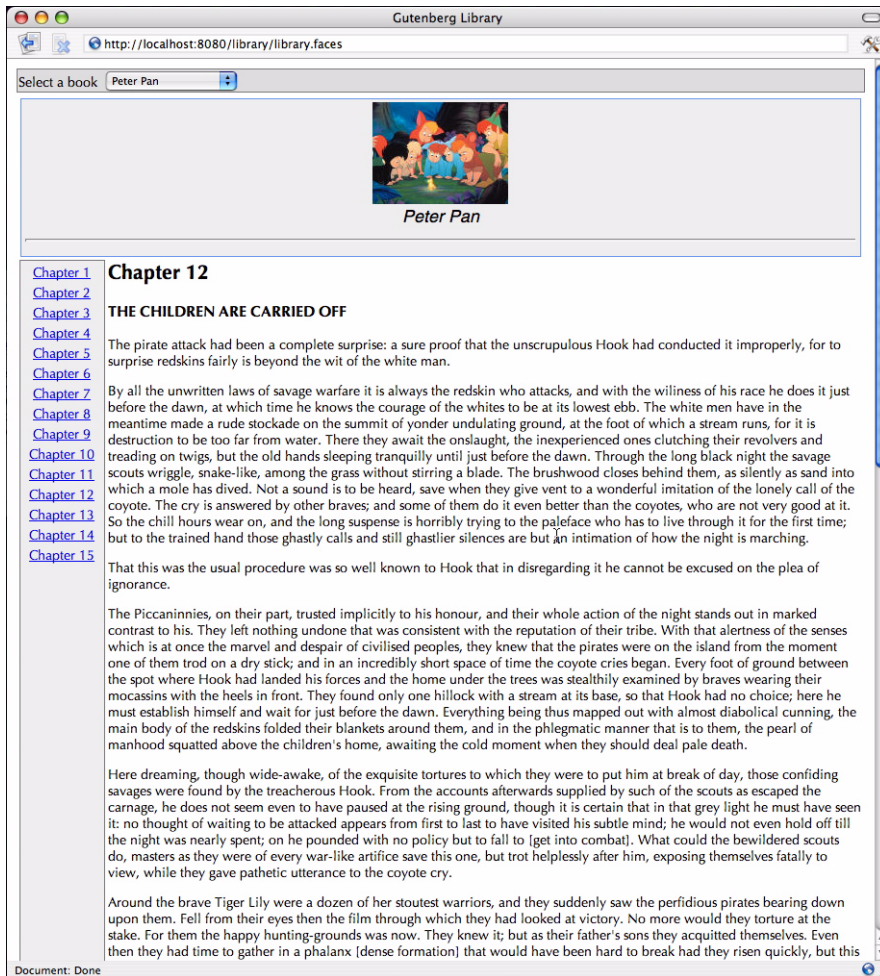 Gutenberg Library
http://localhost:8080/library/library.faces
Select a book Peter Pan
Peter Pan
Chapter 1
Chapter 2
Chapter 3
Chapter 4
Chapter 5
Chapter 6
Chapter 7
Chapter 8
Chapter 9
Chapter 10
Chapter 11
Chapter 12
Chapter 13
Chapter 14
Chapter 15
Chapter 12
THE CHILDREN ARE CARRIED OFF
The pirate attack had been a complete surprise: a sure proof that the unscrupulous Hook had conducted it improperly, for to
surprise redskins fairly is beyond the wit of the white man.
By all the unwritten laws of savage warfare it is always the redskin who attacks, and with the wiliness of his race he does it just
before the dawn, at which time he knows the courage of the whites to be at its lowest ebb. The white men have in the
meantime made a rude stockade on the summit of yonder undulating ground, at the foot of which a stream runs, for it is
destruction to be too far from water. There they await the onslaught, the inexperienced ones clutching their revolvers and
treading on twigs, but the old hands sleeping tranquilly until just before the dawn. Through the long black night the savage
scouts wriggle, snake-like, among the grass without stirring a blade. The brushwood closes behind them, as silently as sand into
which a mole has dived. Not a sound is to be heard, save when they give vent to a wonderful imitation of the lonely call of the
coyote. The cry is answered by other braves; and some of them do it even better than the coyotes, who are not very good at it.
So the chill hours wear on, and the long suspense is horribly trying to the paleface who has to live through it for the first time;
but to the trained hand those ghastly calls and still ghastlier silences are but an intimation of how the night is marching.
That this was the usual procedure was so well known to Hook that in disregarding it he cannot be excused on the plea of
ignorance.
The Piccaninnies, on their part, trusted implicitly to his honour, and their whole action of the night stands out in marked
contrast to his. They left nothing undone that was consistent with the reputation of their tribe. With that alertness of the senses
which is at once the marvel and despair of civilised peoples, they knew that the pirates were on the island from the moment
one of them trod on a dry stick; and in an incredibly short space of time the coyote cries began. Every foot of ground between
the spot where Hook had landed his forces and the home under the trees was stealthily examined by braves wearing their
mocassins with the heels in front. They found only one hillock with a stream at its base, so that Hook had no choice; here he
must establish himself and wait for just before the dawn. Everything being thus mapped out with almost diabolical cunning, the
main body of the redskins folded their blankets around them, and in the phlegmatic manner that is to them, the pearl of
manhood squatted above the children's home, awaiting the cold moment when they should deal pale death.
Here dreaming, though wide-awake, of the exquisite tortures to which they were to put him at break of day, those confiding
savages were found by the treacherous Hook. From the accounts afterwards supplied by such of the scouts as escaped the
carnage, he does not seem even to have paused at the rising ground, though it is certain that in that grey light he must have seen
it: no thought of waiting to be attacked appears from first to last to have visited his subtle mind; he would not even hold off till
the night was nearly spent; on he pounded with no policy but to fall to [get into combat]. What could the bewildered scouts
do, masters as they were of every war-like artifice save this one, but trot helplessly after him, exposing themselves fatally to
view, while they gave pathetic utterance to the coyote cry.
Around the brave Tiger Lily were a dozen of her stoutest warriors, and they suddenly saw the perfidious pirates bearing down
upon them. Fell from their eyes then the film through which they had looked at victory. No more would they torture at the
stake. For them the happy hunting-grounds was now. They knew it; but as their father's sons they acquitted themselves. Even
then they had time to gather in a phalanx [dense formation] that would have been hard to break had they risen quickly, but this
Document: Done